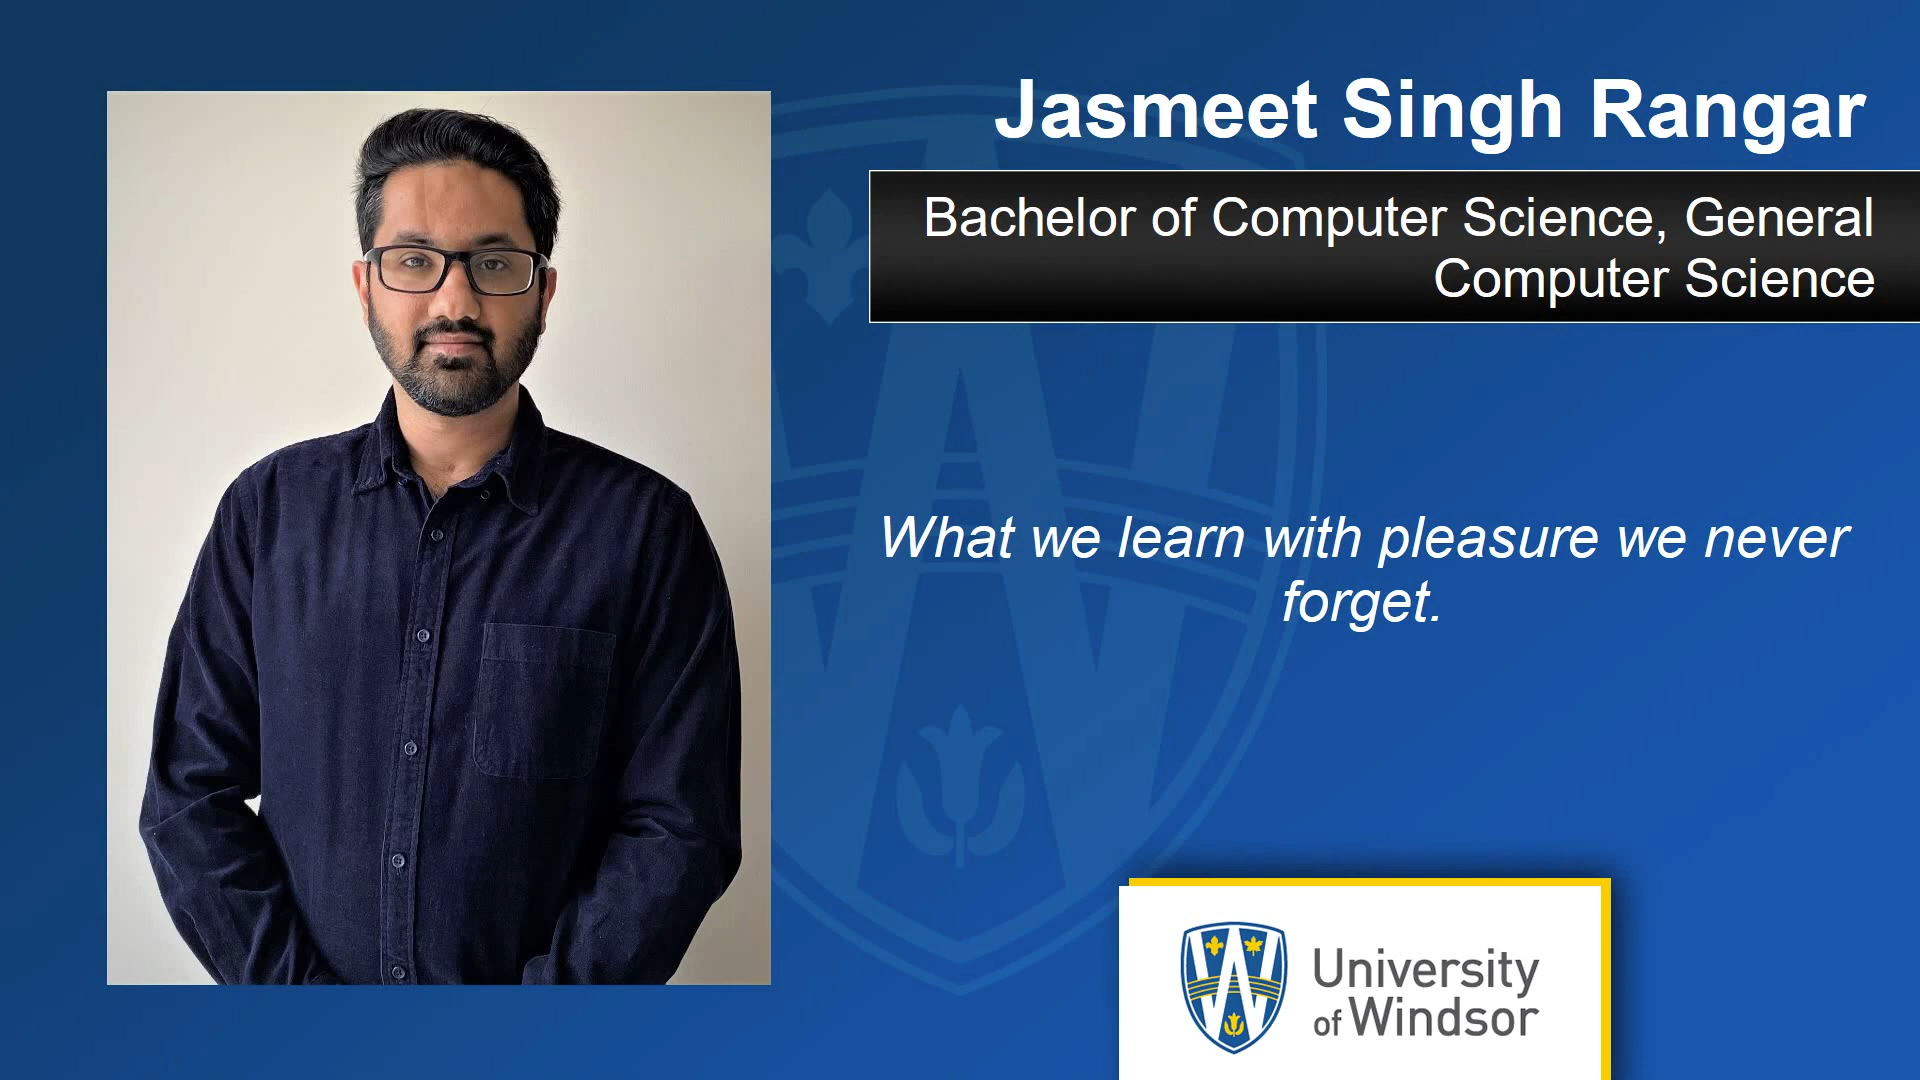 Jasmeet Singh Rangar
Bachelor of Computer Science, General
Computer Science
What we learn with pleasure we never
forget.
University
of Windsor